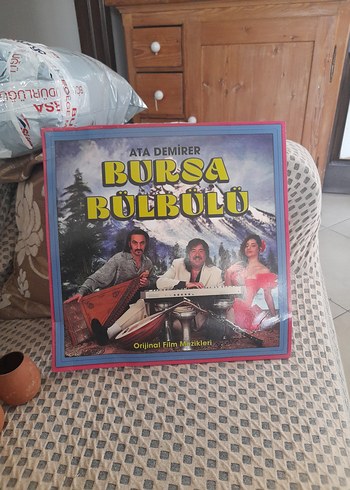 ATA DEMİRER
BURSA
BÜLBÜLÜ
Orijinal Film Müzikleri